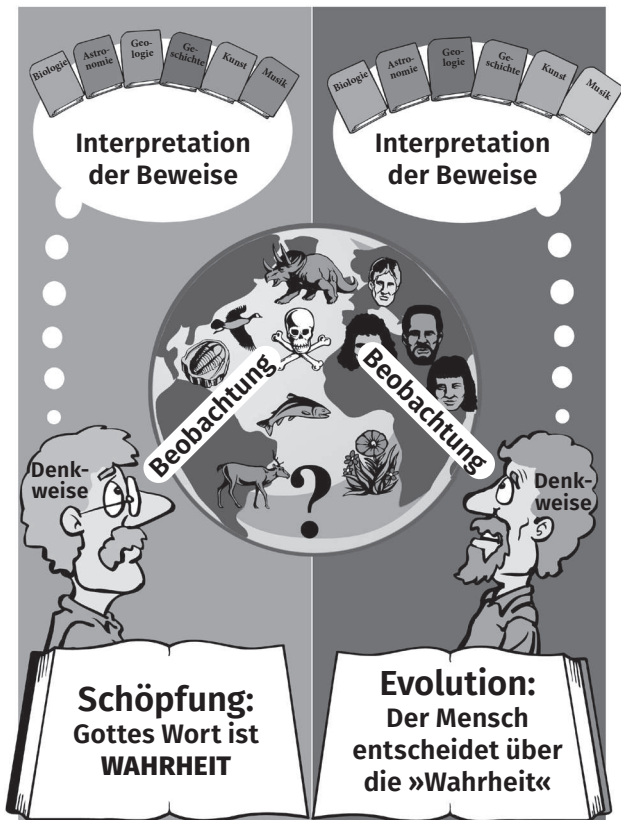 Biologie
Astro-
nomie
Geo-
logie
Ge-
schichte
Kunst
Musik
Interpretation
der Beweise
Biologie
Astro-
nomie
Geo-
logie
Ge-
schichte
Kunst
Musik
Interpretation
der Beweise
Beobachtung
Beobachtung
?
Denk-
weise
Denk-
weise
Schöpfung:
Gottes Wort ist
WAHRHEIT
Evolution:
Der Mensch
entscheidet über
die »Wahrheit«